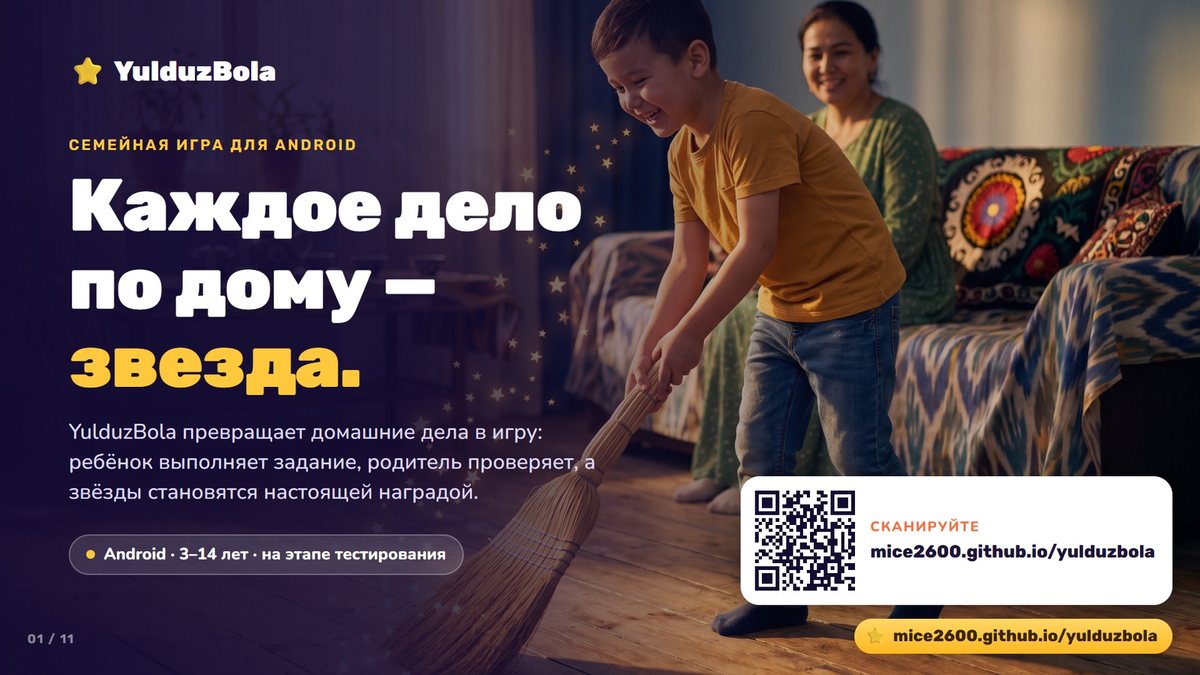 YulduzBola
СЕМЕЙНАЯ ИГРА ДЛЯ ANDROID
Каждое дело
по дому —
звезда.
YulduzBola превращает домашние дела в игру:
ребёнок выполняет задание, родитель проверяет, а
звёзды становятся настоящей наградой.
Android · 3–14 лет · на этапе тестирования
СКАНИРУЙТЕ
mice2600.github.io/yulduzbola
01 / 11
mice2600.github.io/yulduzbola